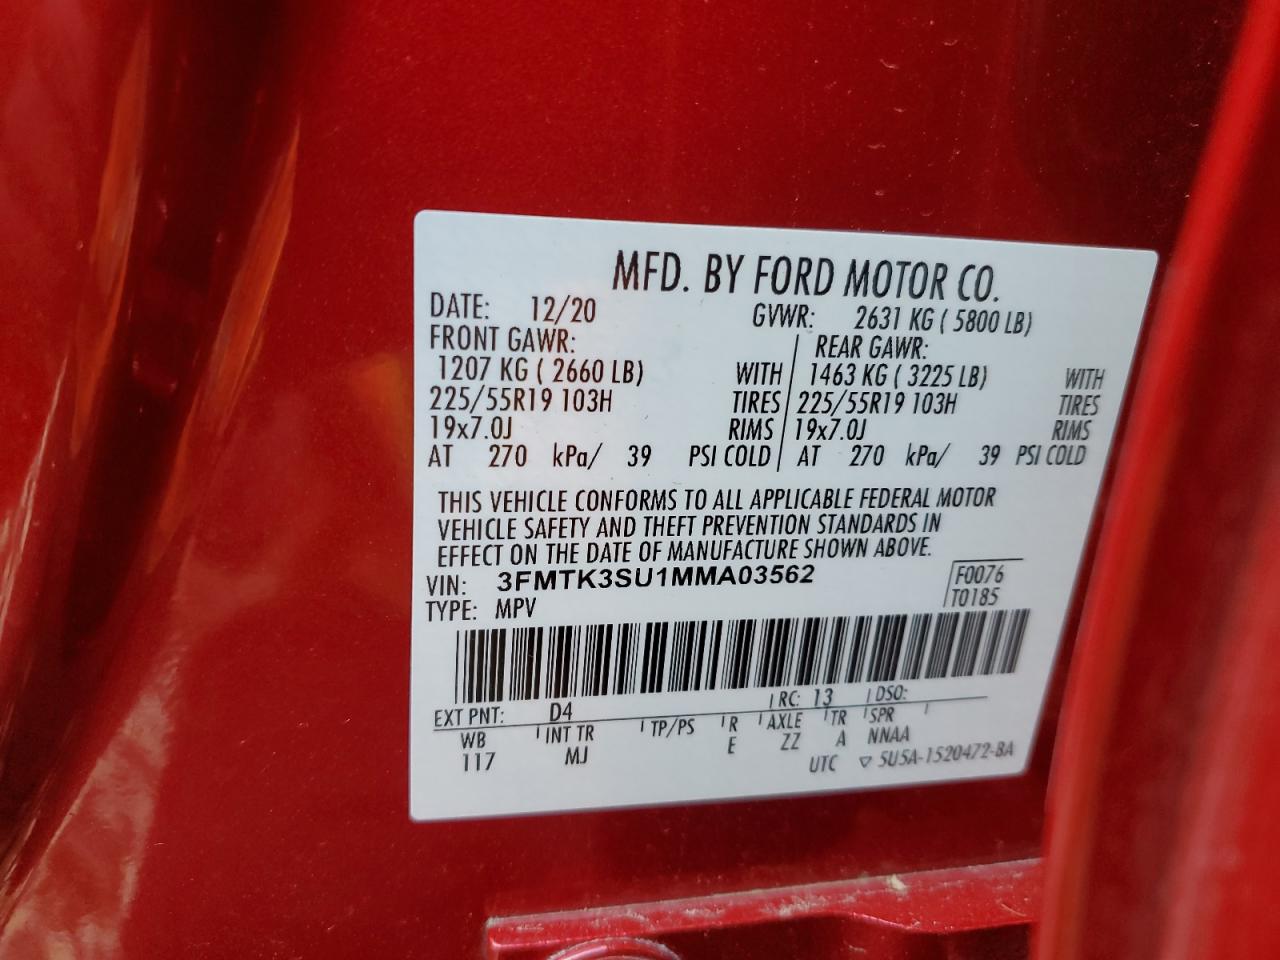 MFD. BY FORD MOTOR CO.
DATE: 12/20 GVWR: 2631 KG ( 5800 LB)
FRONT GAWR: REAR GAWR:
1207 KG ( 2660 LB) WITH 1463 KG ( 3225 LB) WITH
225/55R19 103H TIRES 225/55R19 103H TIRES
19x7.0J RIMS 19x7.0J RIMS
AT 270 kPa/ 39 PSI COLD AT 270 kPa/ 39 PSI COLD
THIS VEHICLE CONFORMS TO ALL APPLICABLE FEDERAL MOTOR
VEHICLE SAFETY AND THEFT PREVENTION STANDARDS IN
EFFECT ON THE DATE OF MANUFACTURE SHOWN ABOVE.
VIN: 3FMTK3SU1MMA03562 F0076
TYPE: MPV T0185
EXT PNT: D4 RC: 13 DSO:
WB INT TR TP/PS R AXLE TR SPR
117 MJ E ZZ A NNAA
UTC ▽ 5U5A-1520472-BA